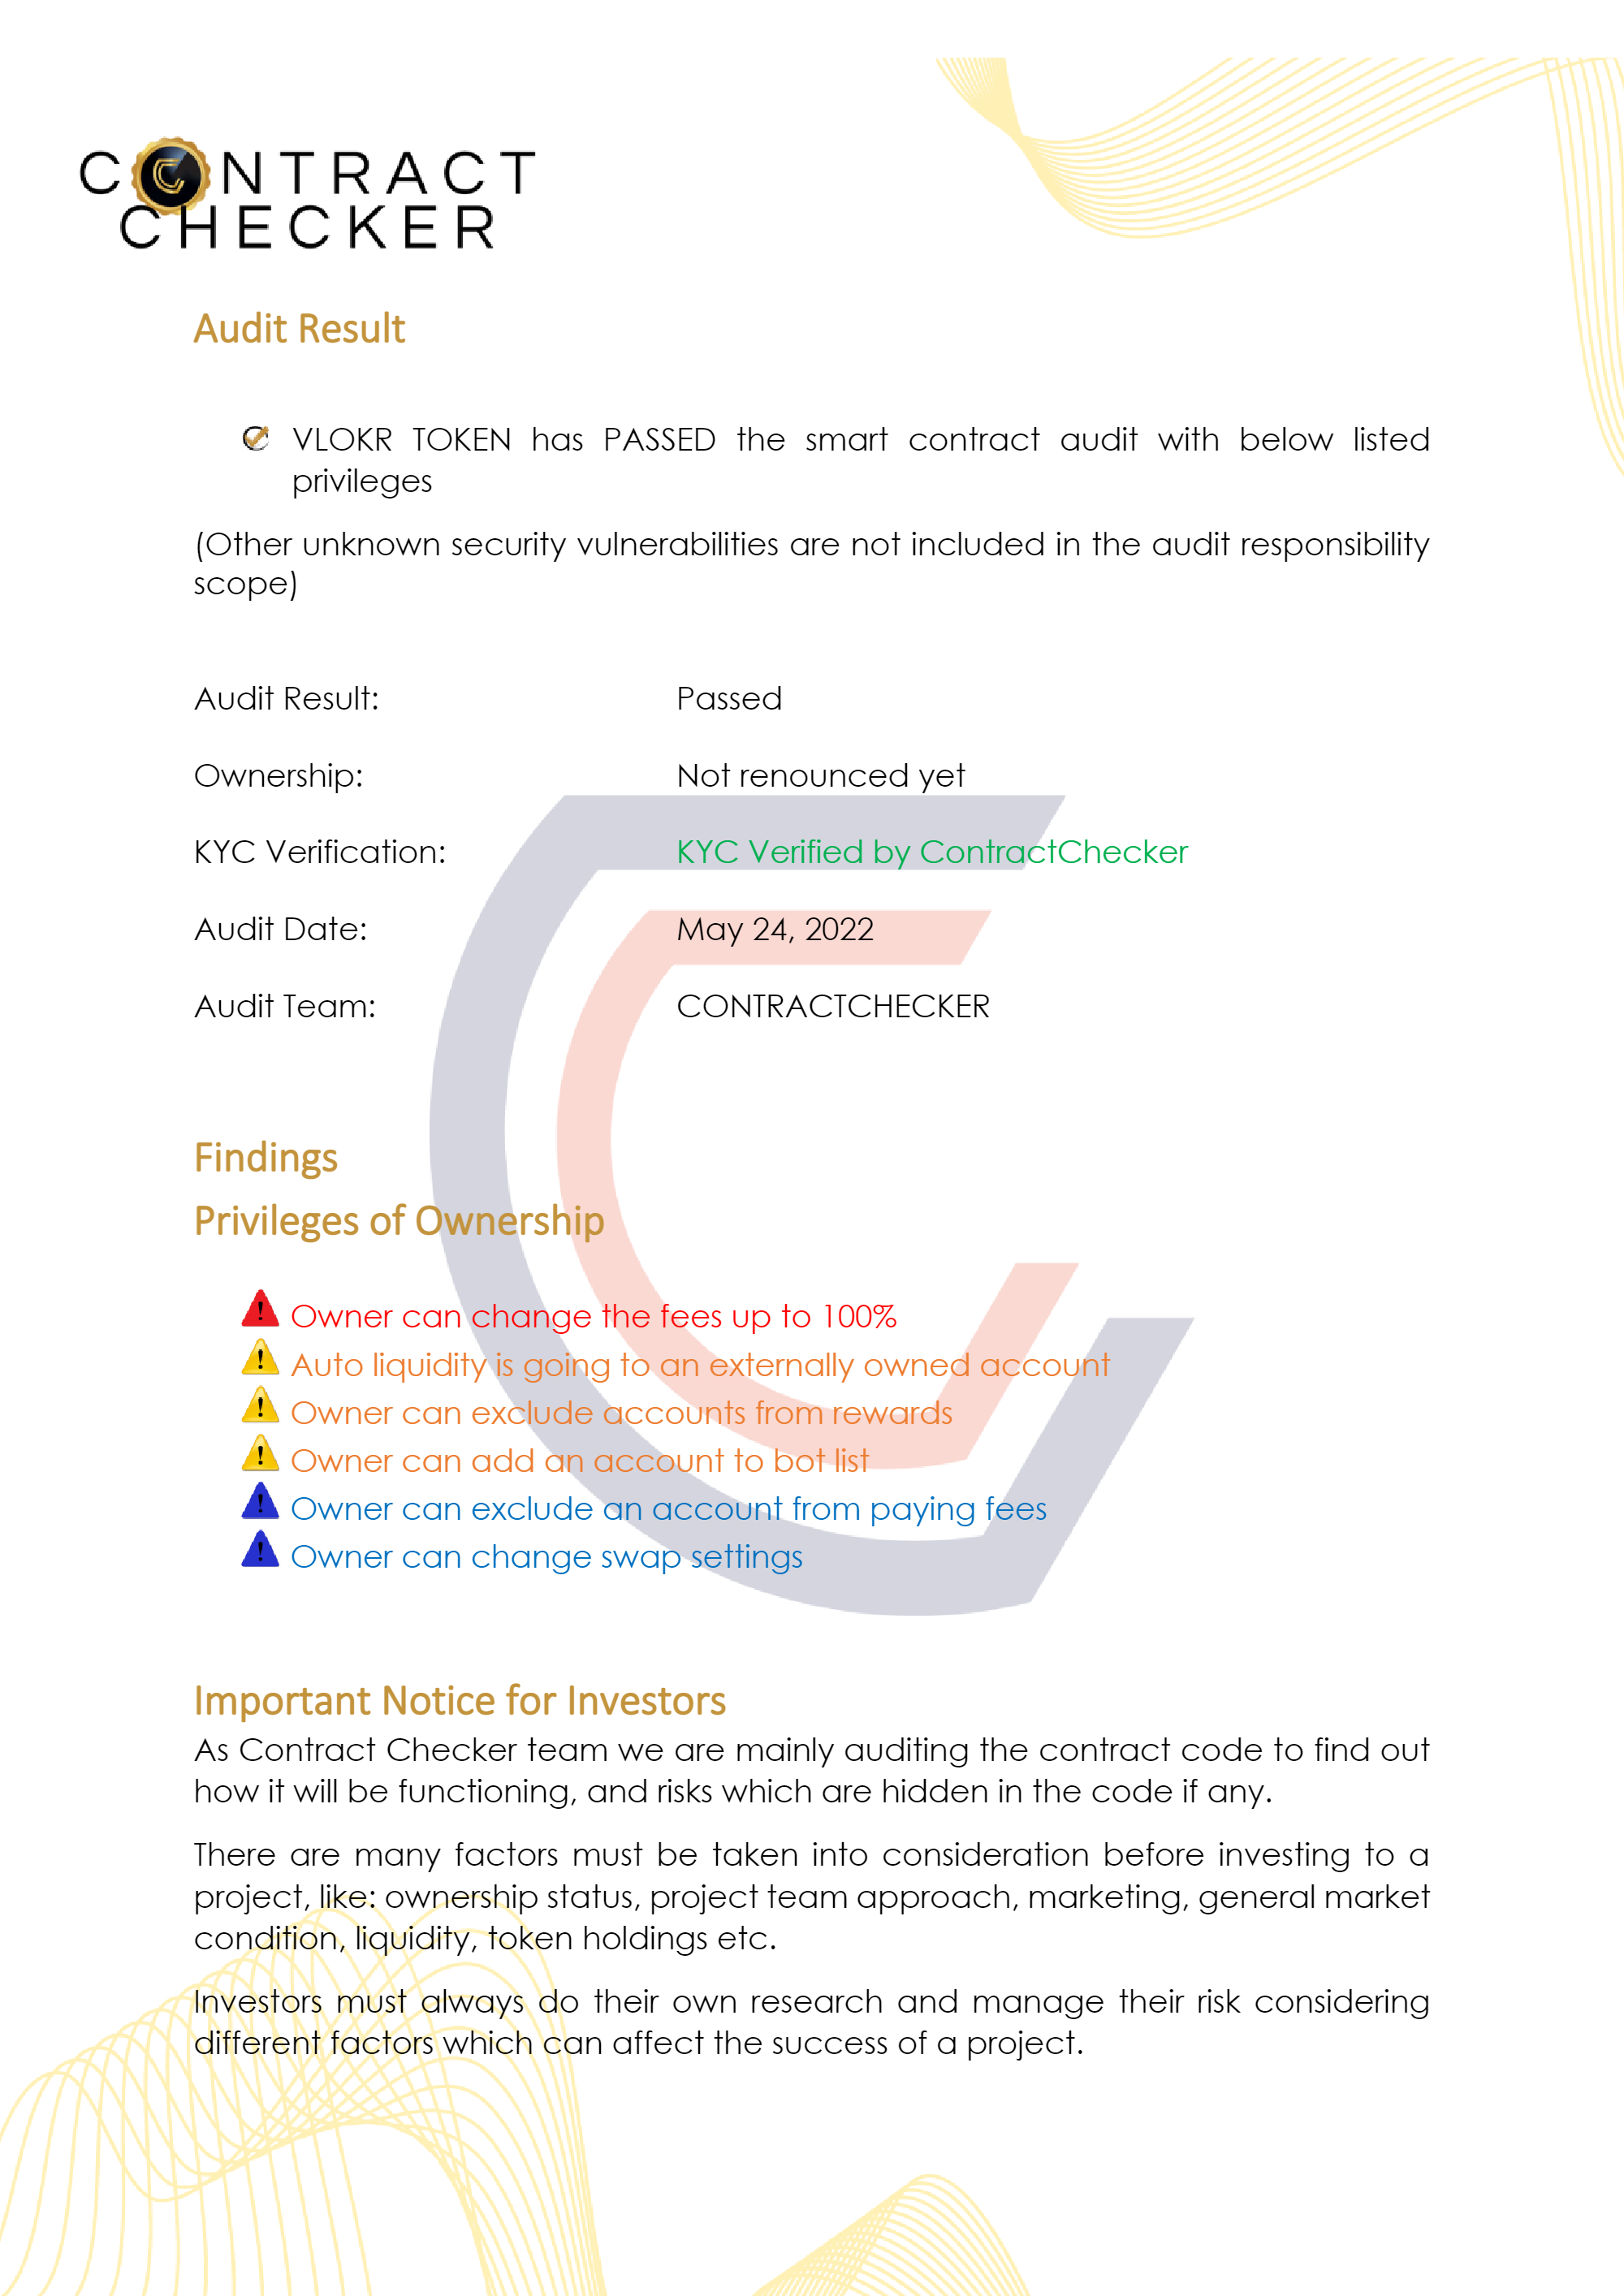 CONTRACT
CHECKER
Audit Result
VLOKR TOKEN has PASSED the smart contract audit with below listed
privileges
(Other unknown security vulnerabilities are not included in the audit responsibility
scope)
Audit Result: Passed
Ownership: Not renounced yet
KYC Verification: KYC Verified by ContractChecker
Audit Date: May 24, 2022
Audit Team: CONTRACTCHECKER
Findings
Privileges of Ownership
Owner can change the fees up to 100%
Auto liquidity is going to an externally owned account
Owner can exclude accounts from rewards
Owner can add an account to bot list
Owner can exclude an account from paying fees
Owner can change swap settings
Important Notice for Investors
As Contract Checker team we are mainly auditing the contract code to find out
how it will be functioning, and risks which are hidden in the code if any.
There are many factors must be taken into consideration before investing to a
project, like: ownership status, project team approach, marketing, general market
condition, liquidity, token holdings etc.
Investors must always do their own research and manage their risk considering
different factors which can affect the success of a project.